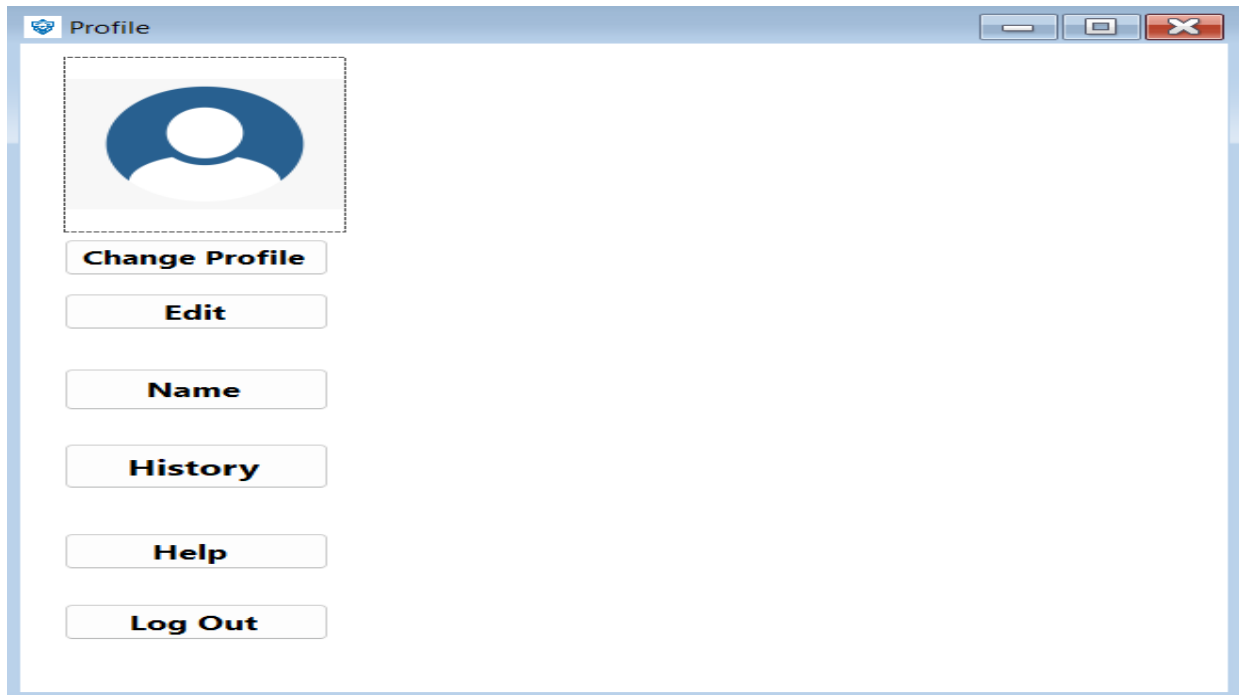 Profile
Change Profile
Edit
Name
History
Help
Log Out